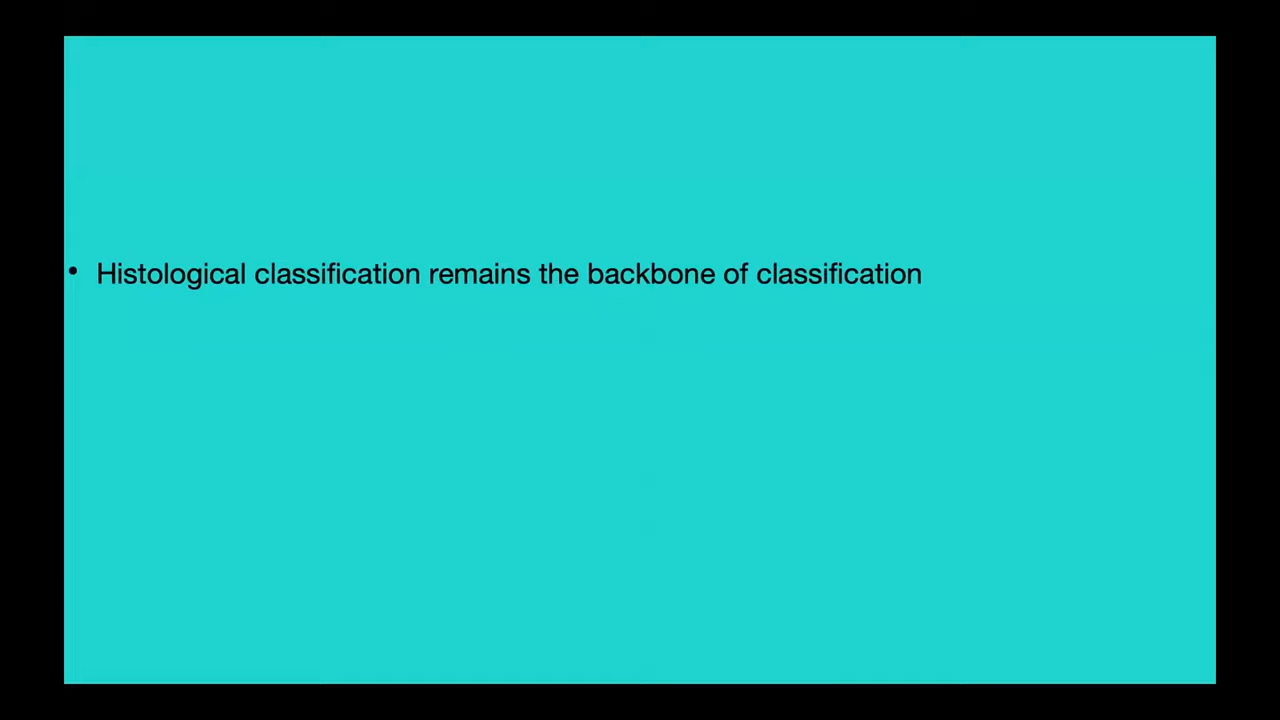 • Histological classification remains the backbone of classification